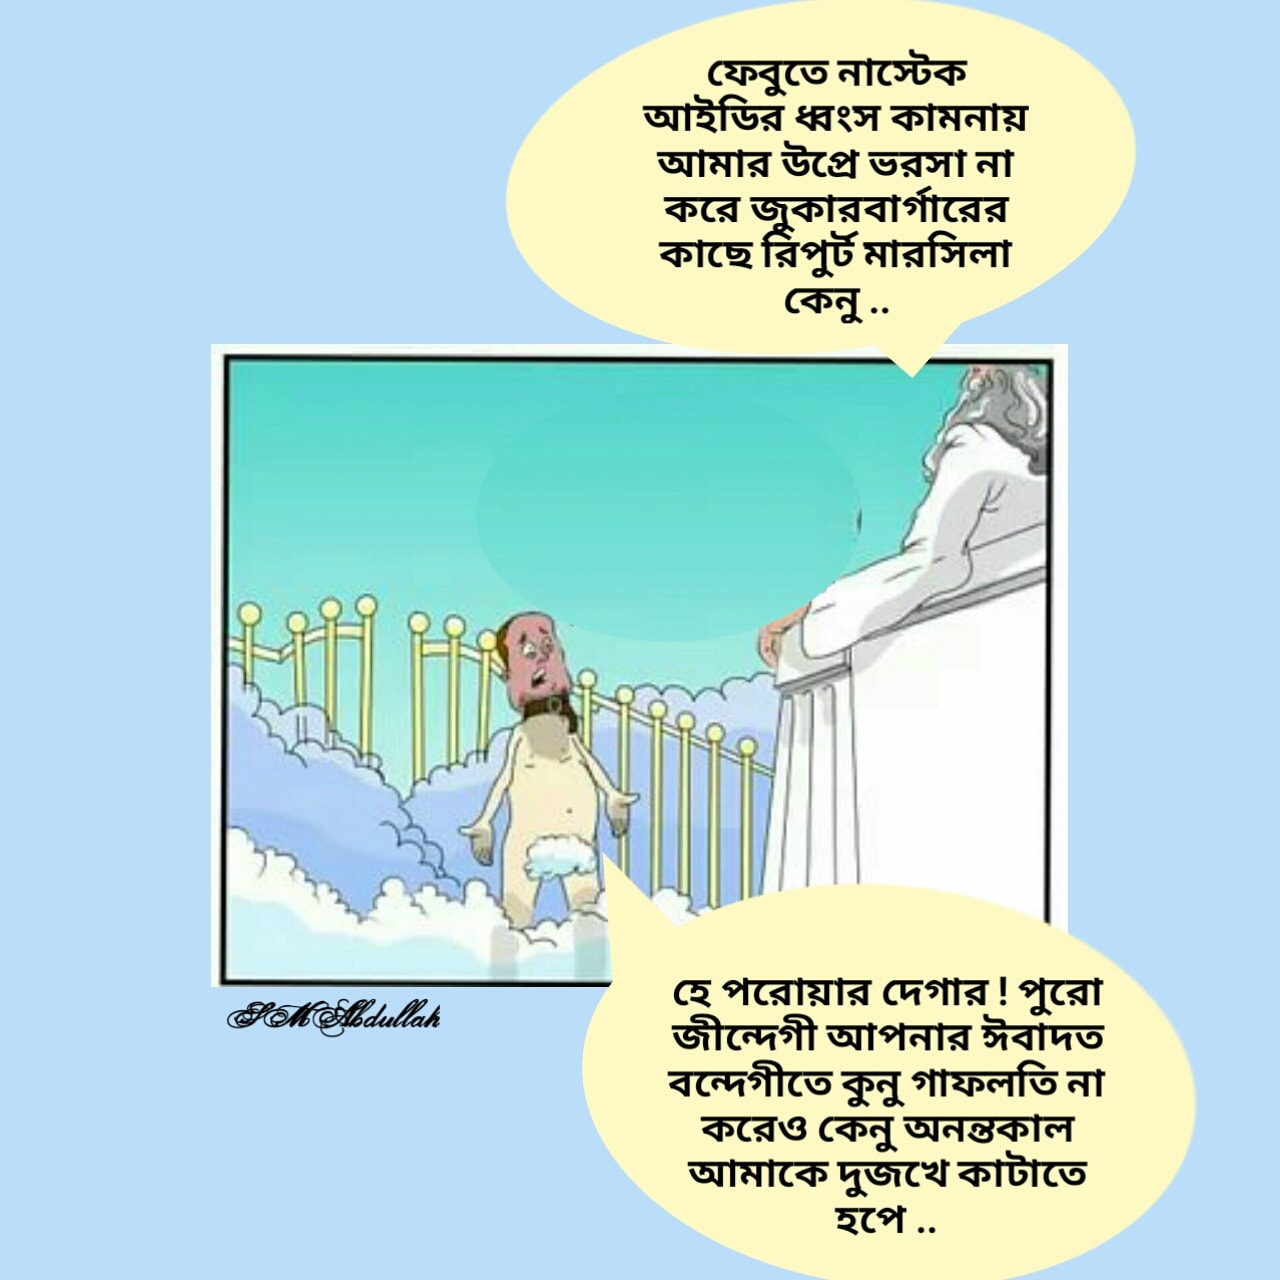 ফেবুতে নাস্টেক
আইডির ধ্বংস কামনায়
আমার উপ্রে ভরসা না
করে জুকারবার্গারের
কাছে রিপুর্ট মারসিলা
কেনু ..
হে পরোয়ার দেগার ! পুরো
জীন্দেগী আপনার ঈবাদত
বন্দেগীতে কুনু গাফলতি না
করেও কেনু অনন্তকাল
আমাকে দুজখে কাটাতে
হপে ..
S M Abdullah